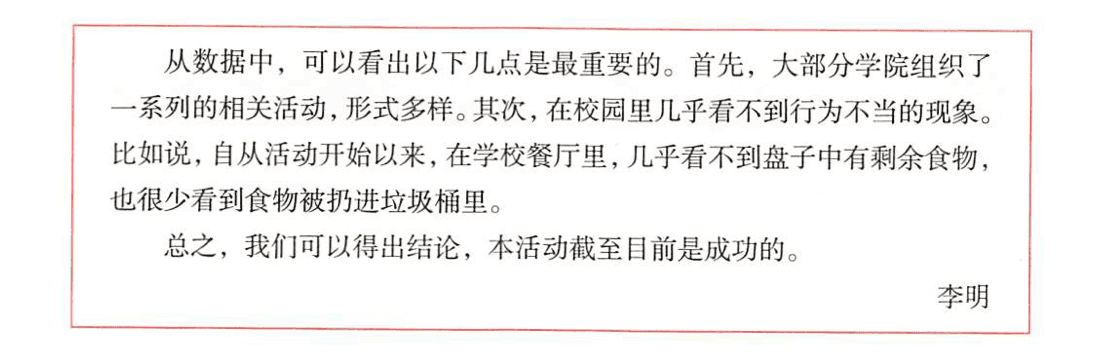 从数据中，可以看出以下几点是最重要的。首先，大部分学院组织了
一系列的相关活动，形式多样。其次，在校园里几乎看不到行为不当的现象。
比如说，自从活动开始以来，在学校餐厅里，几乎看不到盘子中有剩余食物，
也很少看到食物被扔进垃圾桶里。
总之，我们可以得出结论，本活动截至目前是成功的。
李明